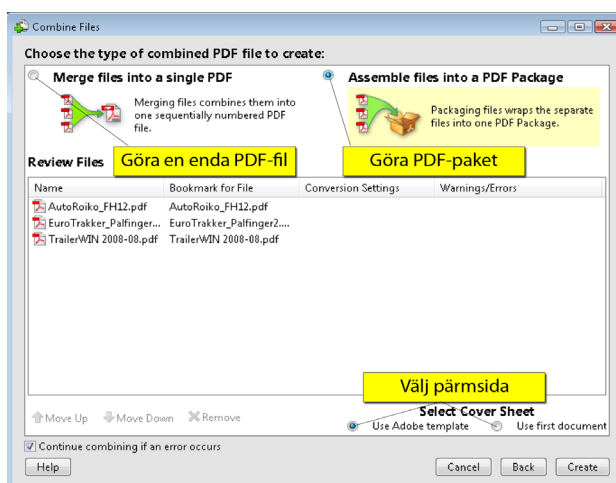 Combine Files
Choose the type of combined PDF file to create:
Merge files into a single PDF
Merging files combines them into
one sequentially numbered PDF
file.
Assemble files into a PDF Package
Packaging files wraps the separate
files into one PDF Package.
Göra en enda PDF-fil
Göra PDF-paket
Review Files
Name Bookmark for File Conversion Settings Warnings/Errors
AutoRoiko_FH12.pdf AutoRoiko_FH12.pdf
EuroTrakker_Palfinger... EuroTrakker_Palfinger2....
TrailerWIN 2008-08.pdf TrailerWIN 2008-08.pdf
Välj pärmsida
Move Up Move Down Remove
Select Cover Sheet
Use Adobe template Use first document
Continue combining if an error occurs
Help Cancel Back Create